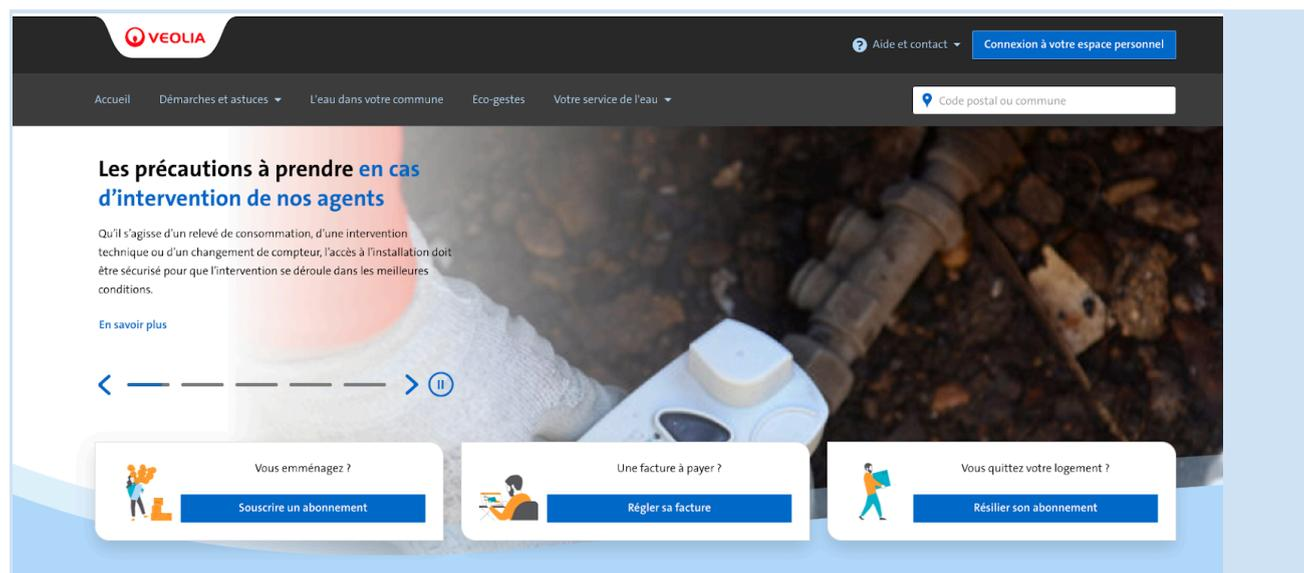 VEOLIA
Aide et contact
Connexion à votre espace personnel
Accueil
Démarches et astuces
L'eau dans votre commune
Eco-gestes
Votre service de l'eau
Code postal ou commune
Les précautions à prendre en cas
d’intervention de nos agents
Qu’il s’agisse d’un relevé de consommation, d’une intervention
technique ou d’un changement de compteur, l’accès à l’installation doit
être sécurisé pour que l’intervention se déroule dans les meilleures
conditions.
En savoir plus
Vous emménagez ?
Souscrire un abonnement
Une facture à payer ?
Régler sa facture
Vous quittez votre logement ?
Résilier son abonnement